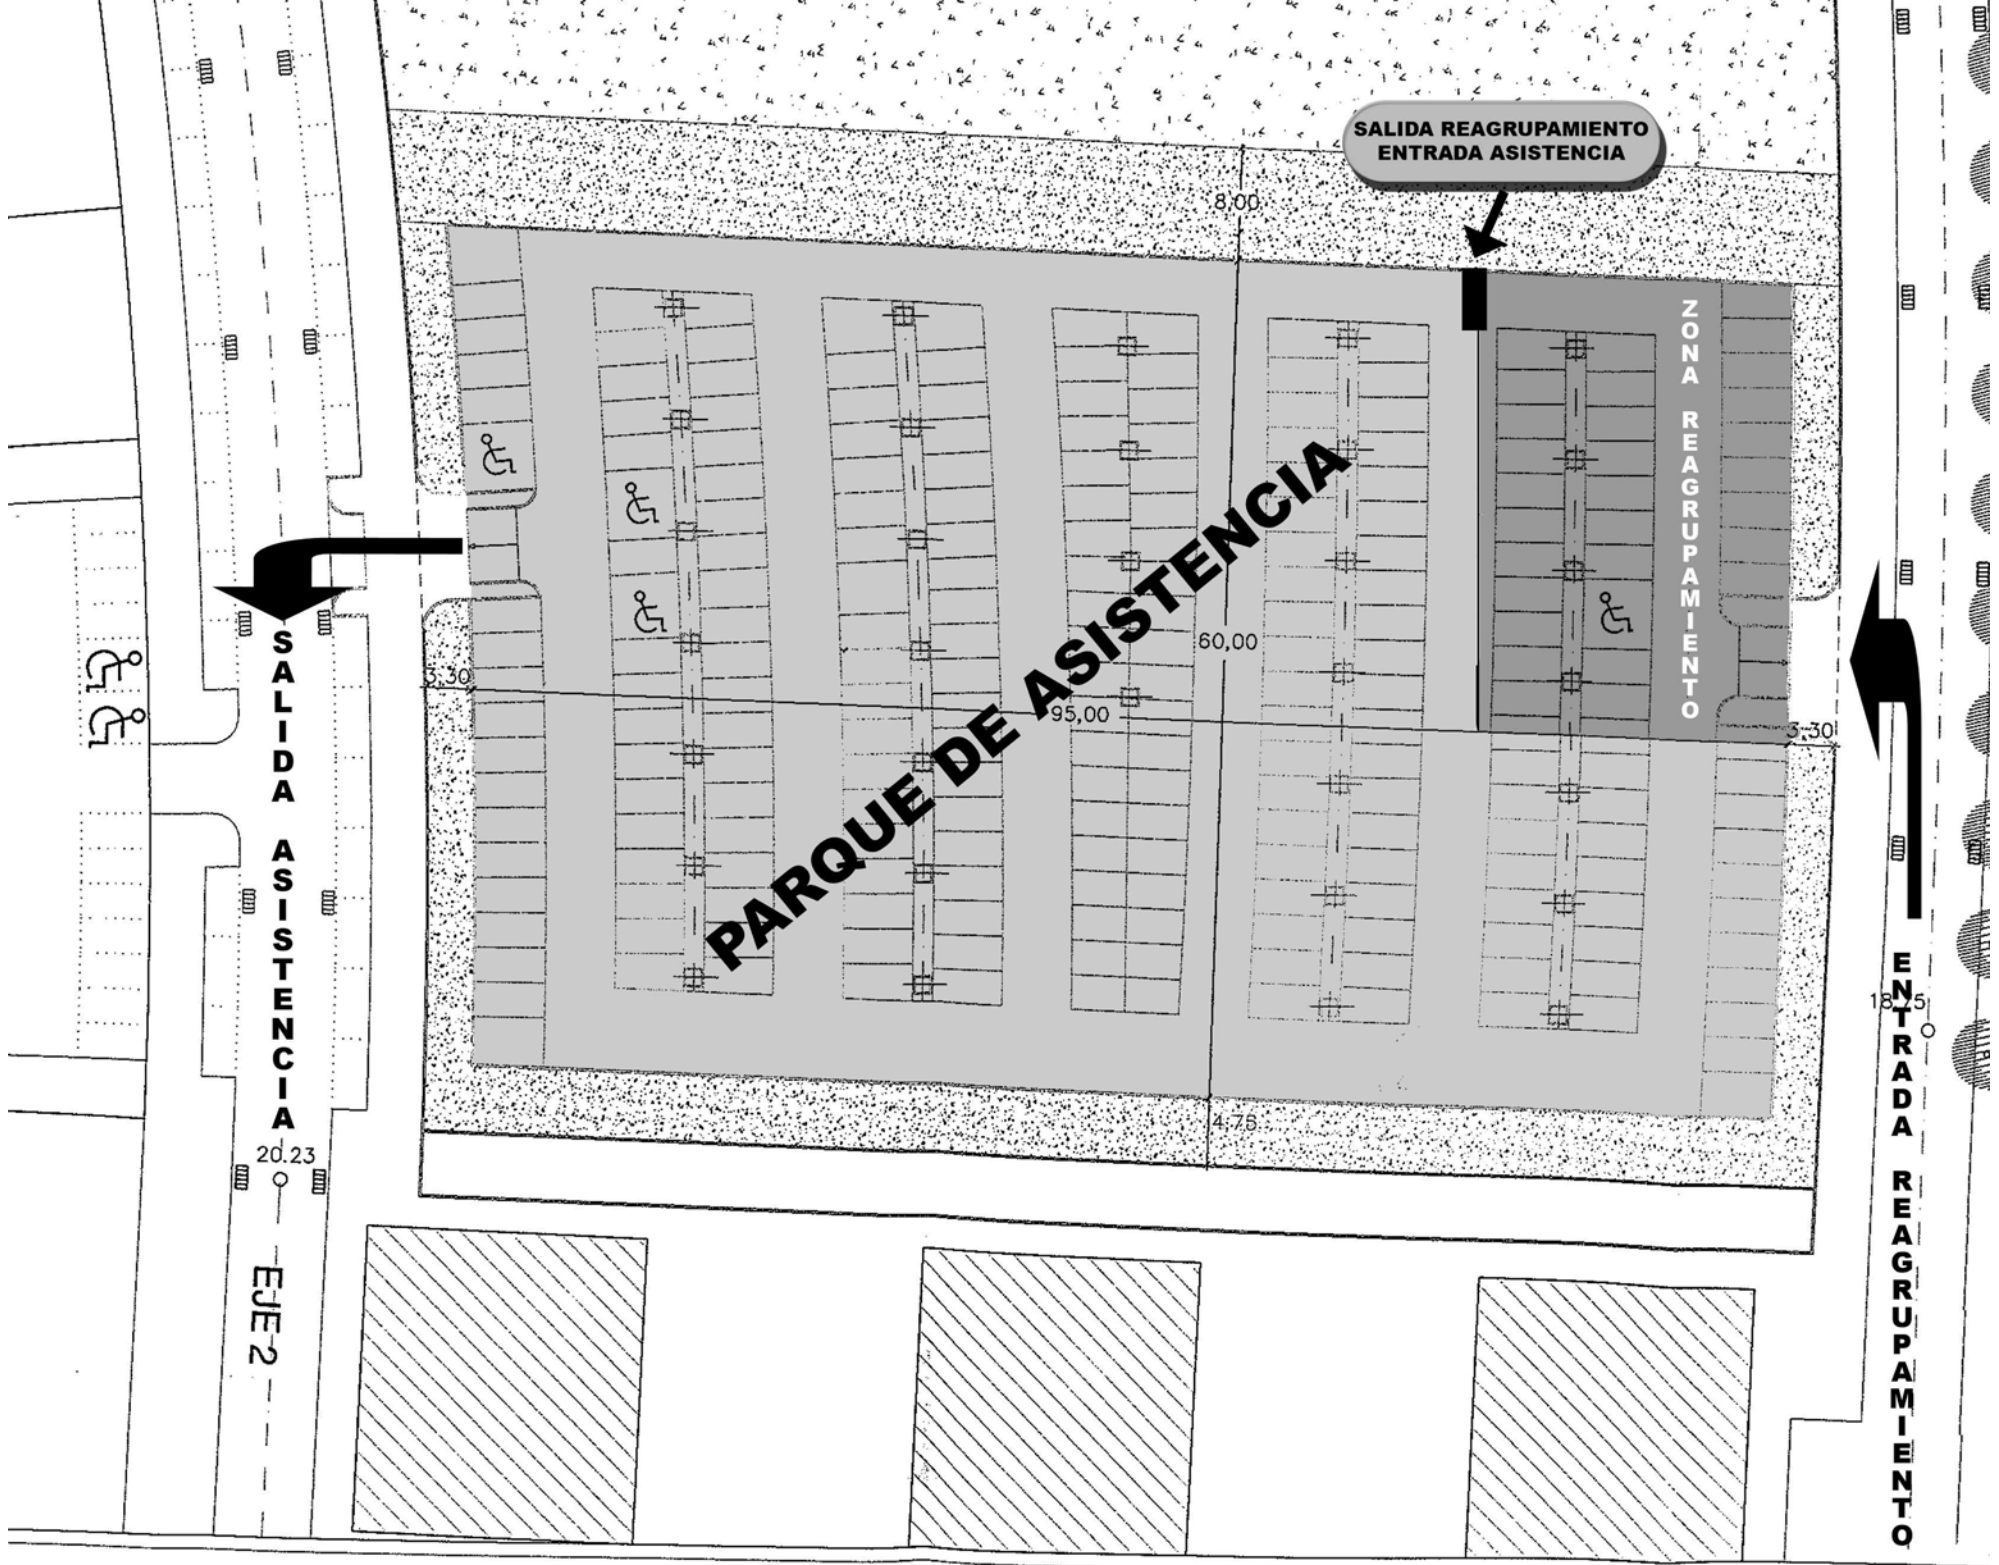 SALIDA REAGRUPAMIENTO
ENTRADA ASISTENCIA
8.00
ZONA REAGRUPAMIENTO
PARQUE DE ASISTENCIA
60,00
3.30
95,00
3.30
SALIDA ASISTENCIA
ENTRADA REAGRUPAMIENTO
18.75
4.75
20.23
EJE 2